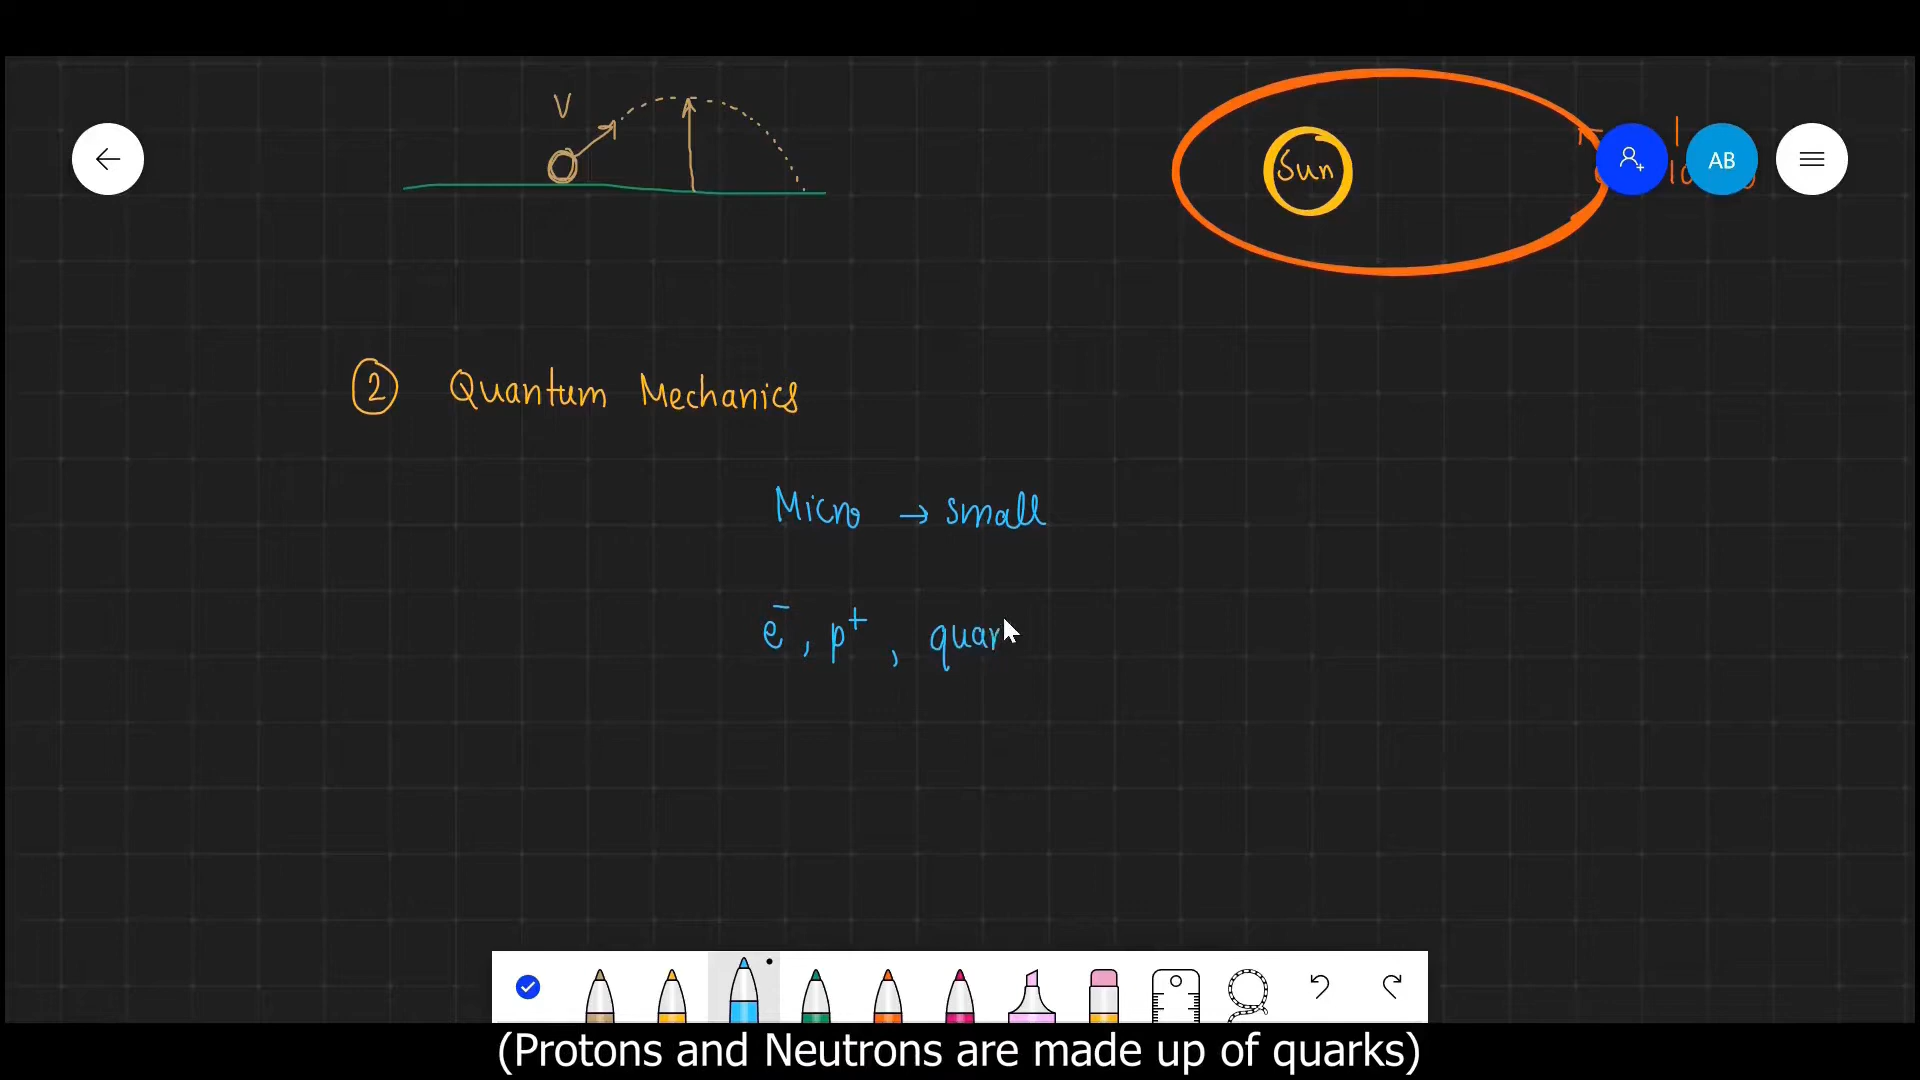 V
Sun
AB
② Quantum Mechanics
Micro → small
e⁻, p⁺, quar
(Protons and Neutrons are made up of quarks)